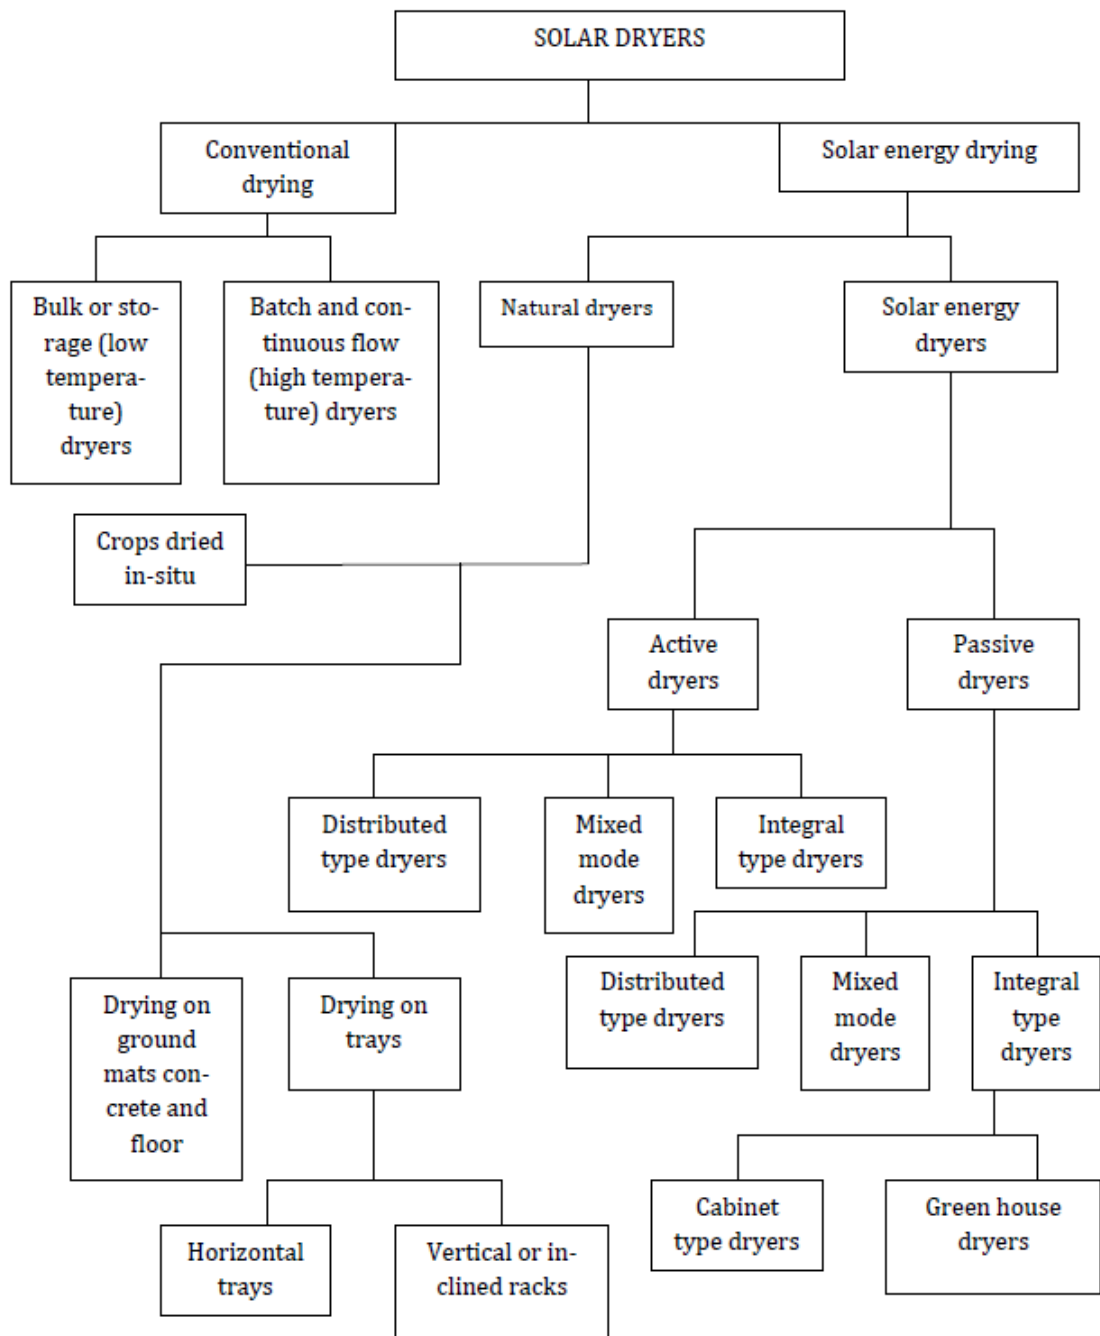 SOLAR DRYERS
Conventional
drying
Solar energy drying
Bulk or sto-
rage (low
tempera-
ture)
dryers
Batch and con-
tinuous flow
(high tempera-
ture) dryers
Natural dryers
Solar energy
dryers
Crops dried
in-situ
Active
dryers
Passive
dryers
Distributed
type dryers
Mixed
mode
dryers
Integral
type dryers
Drying on
ground
mats con-
crete and
floor
Drying on
trays
Distributed
type dryers
Mixed
mode
dryers
Integral
type
dryers
Horizontal
trays
Vertical or in-
clined racks
Cabinet
type dryers
Green house
dryers